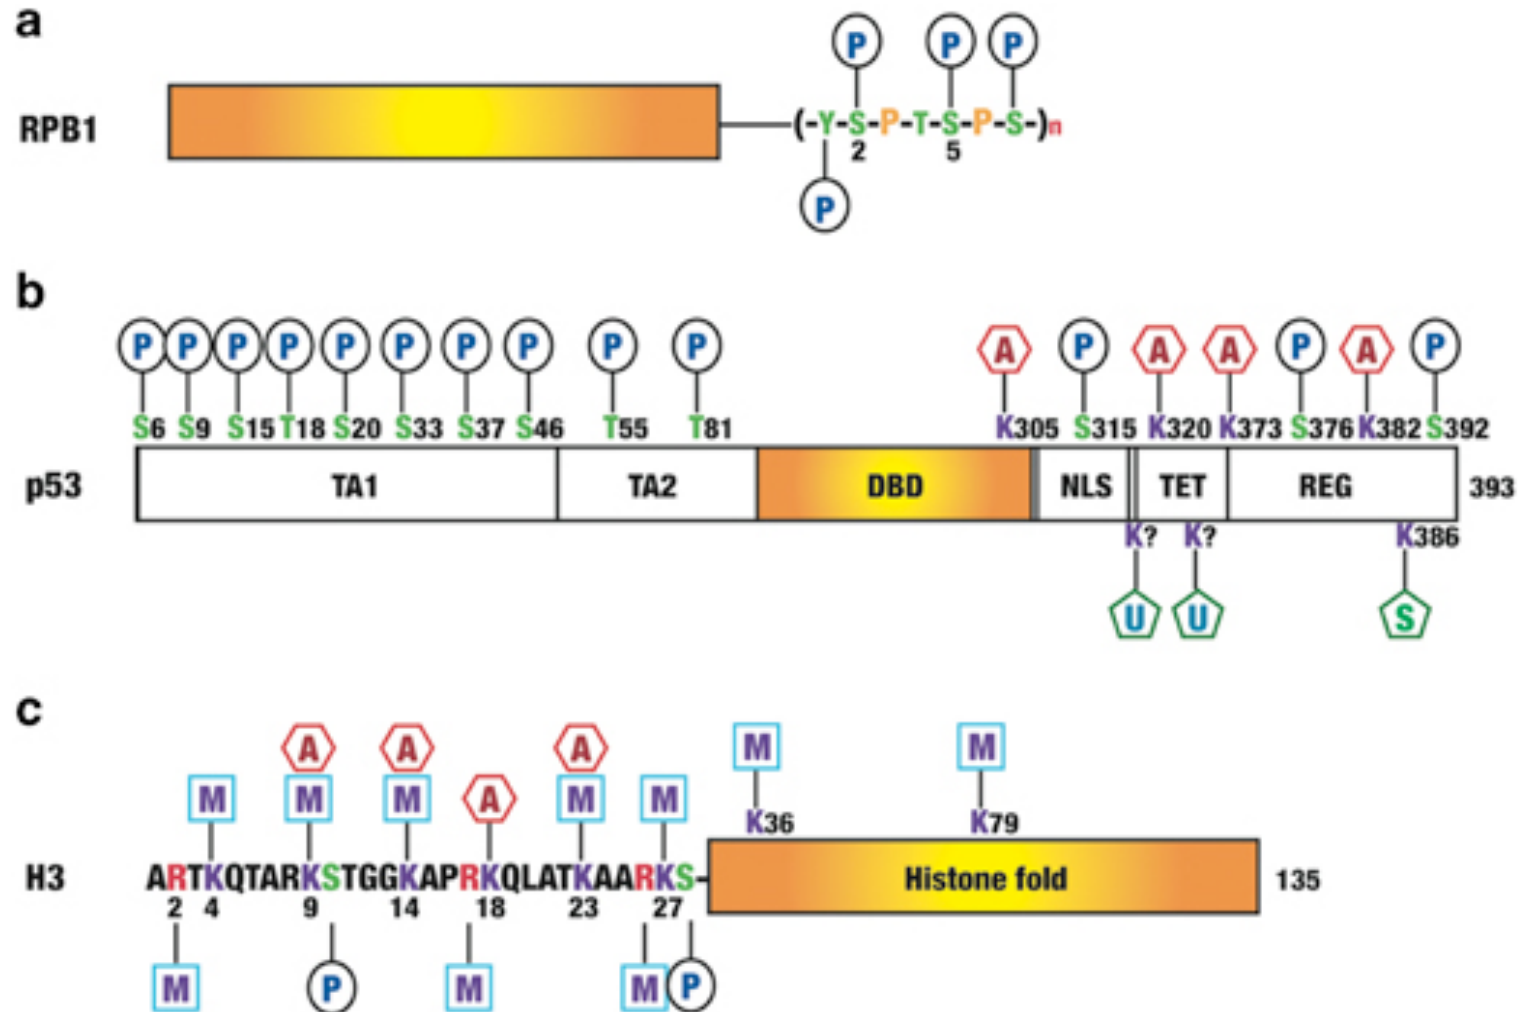 a
P P P
RPB1 (-Y-S-P-T-S-P-S-)n
2 5
P
b
P P P P P P P P P P A P A A P A P
S6 S9 S15 T18 S20 S33 S37 S46 T55 T81 K305 S315 K320 K373 S376 K382 S392
p53 TA1 TA2 DBD NLS TET REG 393
K? K? K386
U U S
c
A A A M M
M M M A M M
K36 K79
H3 ARTKQTARKSTGGKAPRKQLATKAARKS- Histone fold 135
2 4 9 14 18 23 27
M P M M P